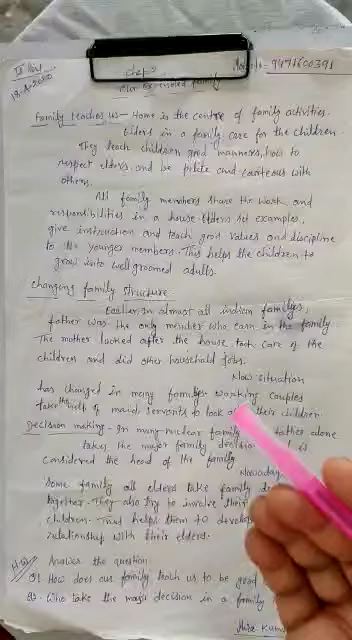 Mob. No - 9471600391
18-4-2020
Chap-3
Our Extended family
Family teaches us - Home is the centre of family activities.
Elders in a family care for the children.
They teach children good manners, how to
respect elders, and be polite and courteous with
others.
All family members share the work and
responsibilities in a house. Elders set examples,
give instruction and teach good values and discipline
to the younger members. This helps the children to
grow into well groomed adults.
Changing family structure
Earlier in almost all indian families,
father was the only member who earn in the family.
The mother looked after the house took care of the
children and did other household jobs.
Now situation
has changed in many families working couples
take the help of maid servants to look their children
Decision making - In many nuclear family father alone
takes the major family decision
considered the head of the family
Nowaday
Some family all elders take family
together. They also try to involve their
children. That helps them to develop
relationship with their elders.
H.W Answer the question
Q1 How does our family teach us to be good
Q2. Who take the major decision in a family